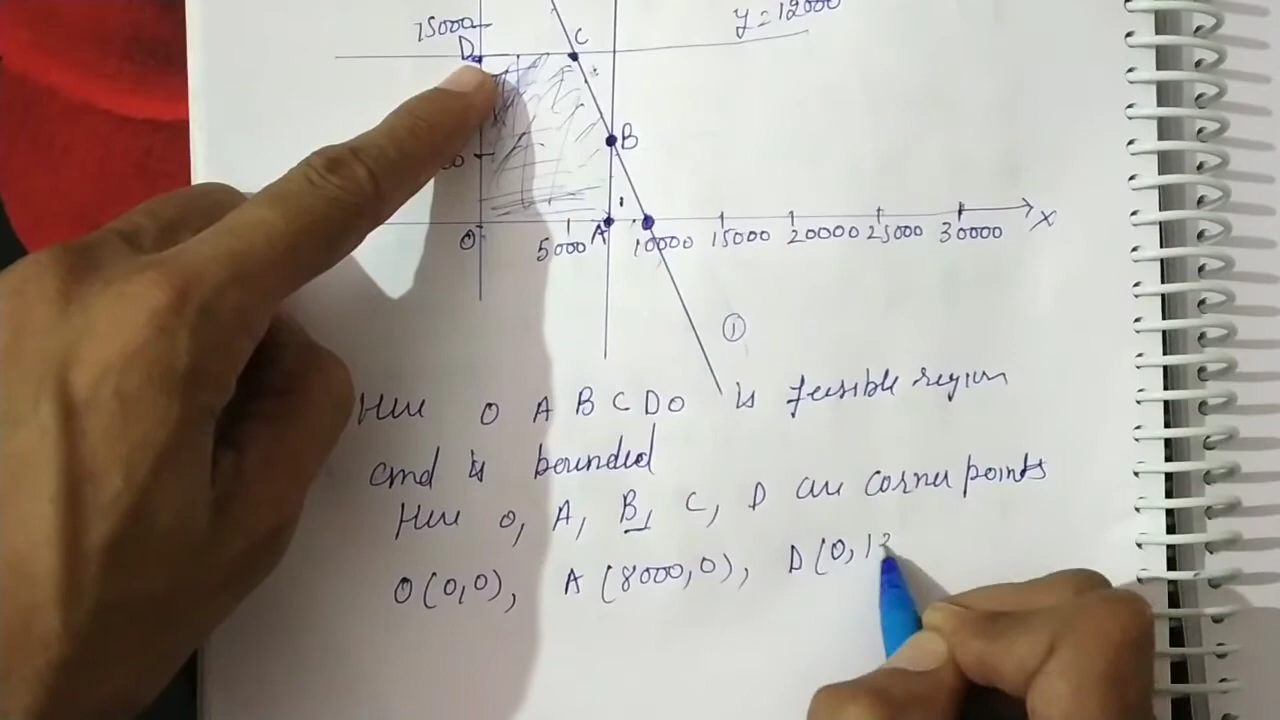 y=12000
15000
D
C
B
O
5000
A
10000 15000 20000 25000 30000 X
①
Here O A B C D O is feasible region
and is bounded
Here O, A, B, C, D are corner points
O(0,0), A(8000,0), D(0,12